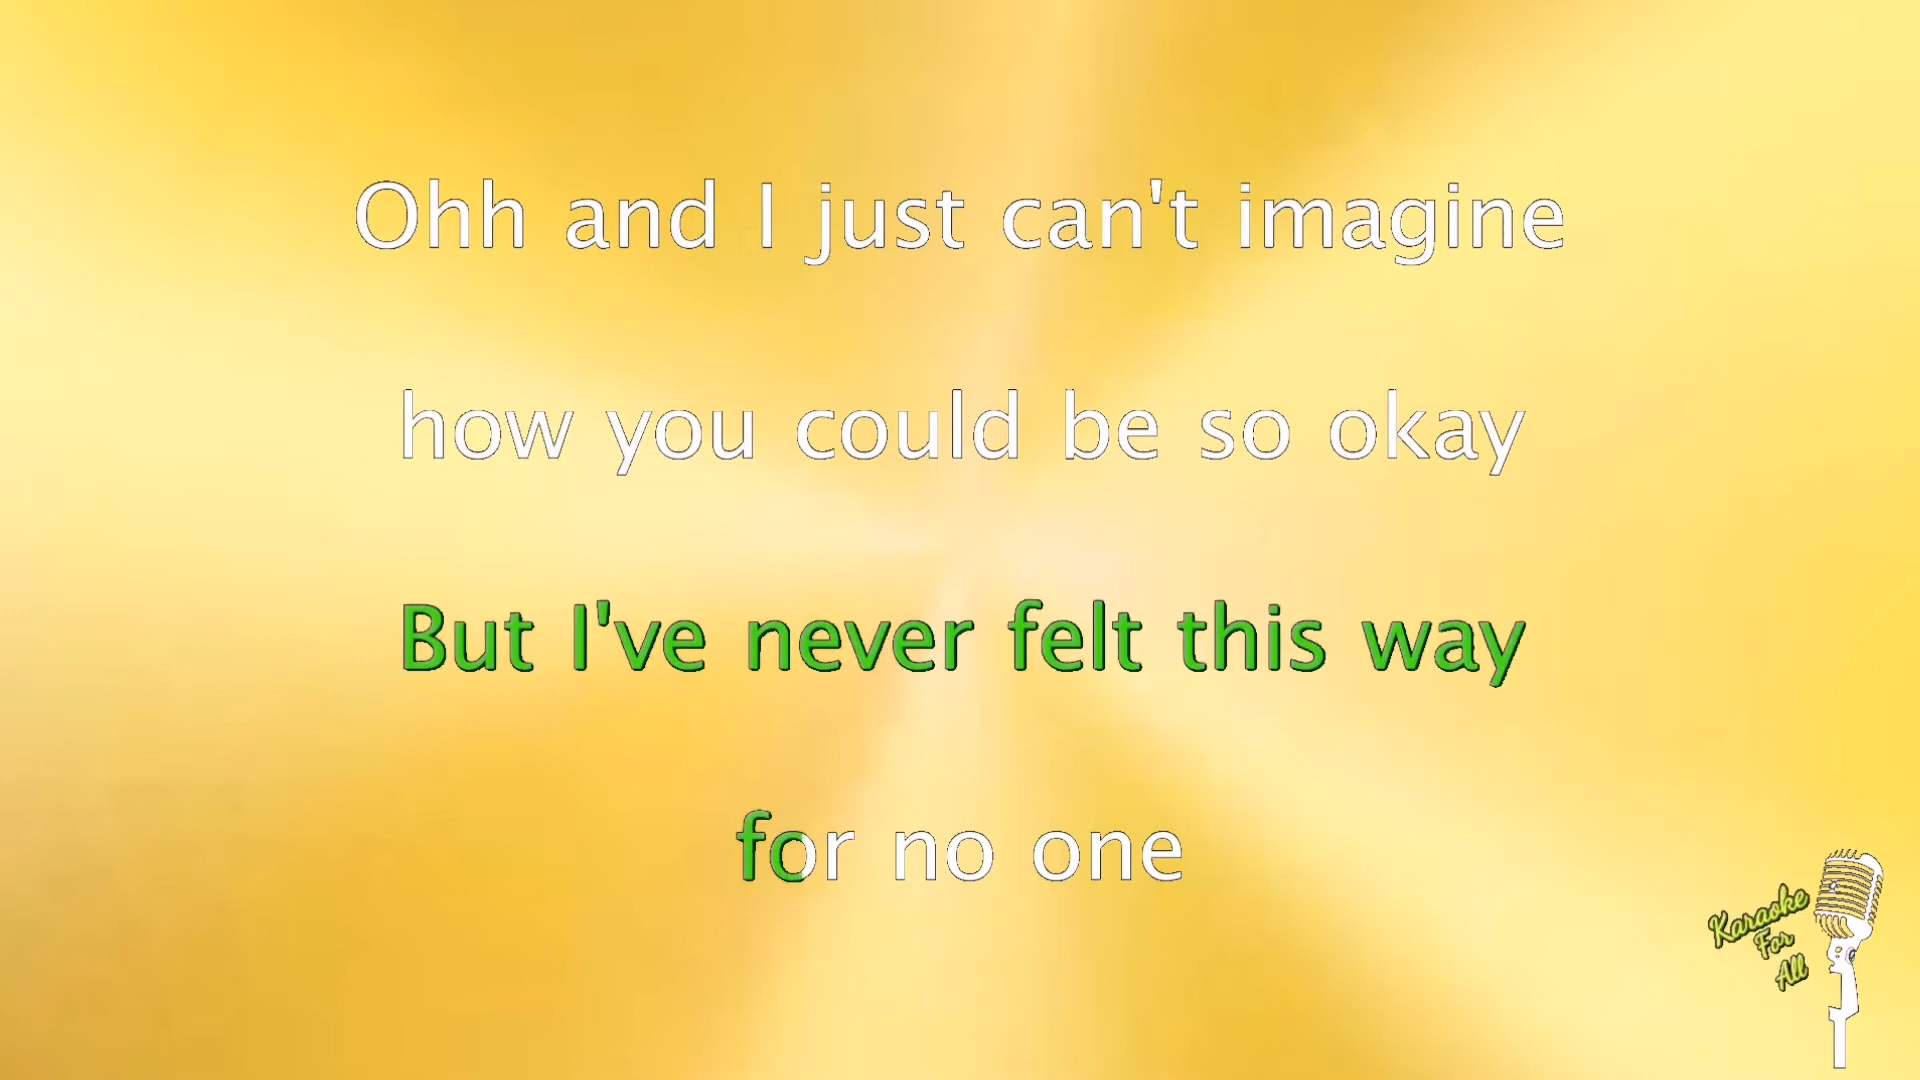 Ohh and I just can't imagine
how you could be so okay
But I've never felt this way
for no one
Karaoke
For
All